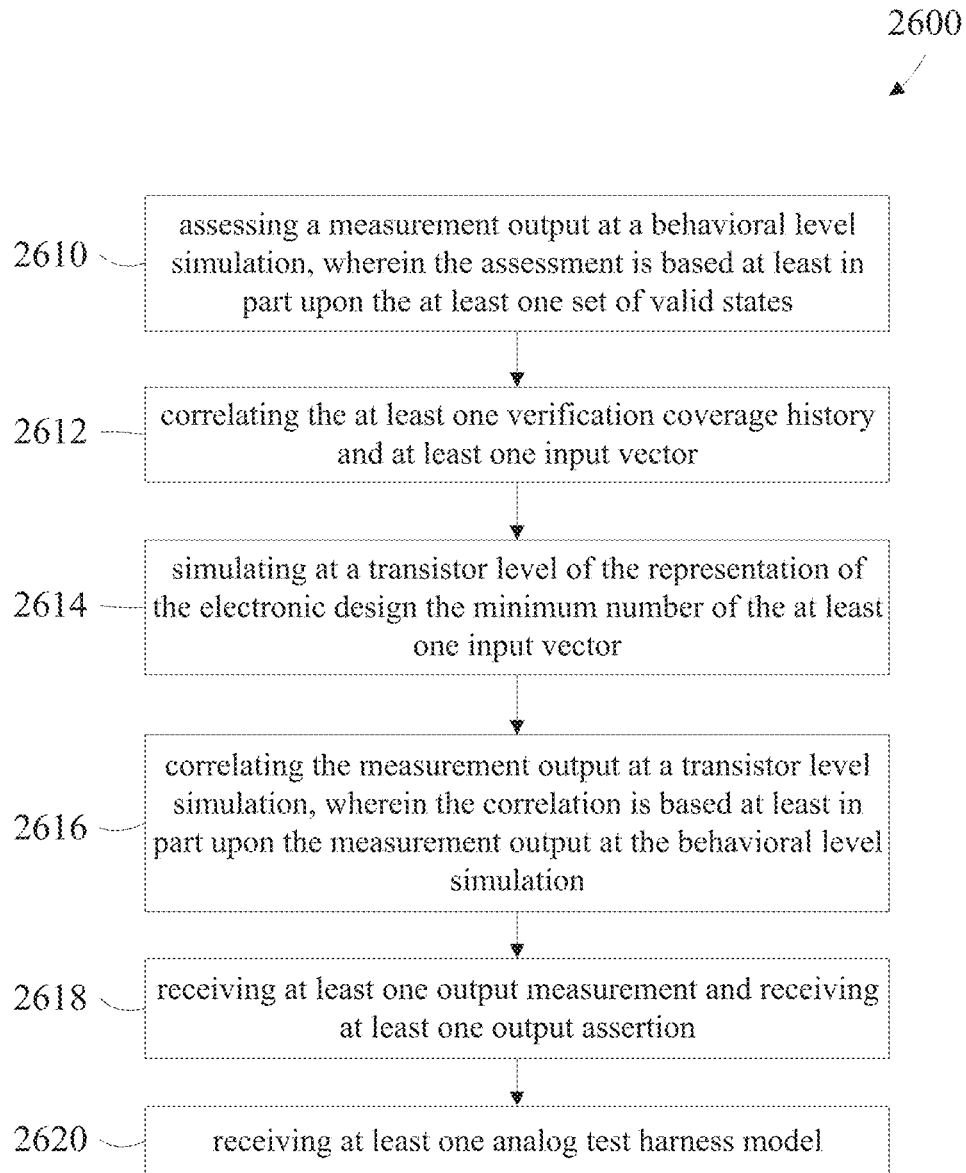 2600
2610
assessing a measurement output at a behavioral level
simulation, wherein the assessment is based at least in
part upon the at least one set of valid states
2612
correlating the at least one verification coverage history
and at least one input vector
2614
simulating at a transistor level of the representation of
the electronic design the minimum number of the at least
one input vector
2616
correlating the measurement output at a transistor level
simulation, wherein the correlation is based at least in
part upon the measurement output at the behavioral level
simulation
2618
receiving at least one output measurement and receiving
at least one output assertion
2620
receiving at least one analog test harness model